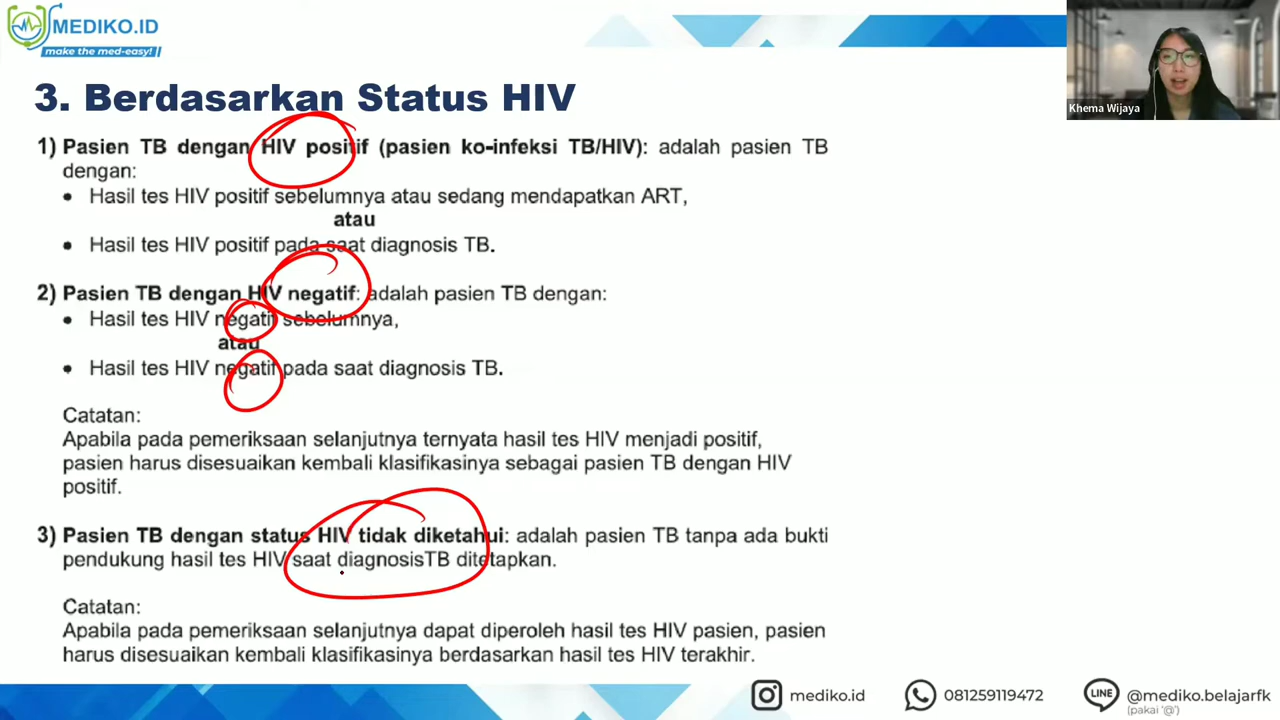 MEDIKO.ID
make the med-easy!
Khema Wijaya
3. Berdasarkan Status HIV
1) Pasien TB dengan HIV positif (pasien ko-infeksi TB/HIV): adalah pasien TB
dengan:
• Hasil tes HIV positif sebelumnya atau sedang mendapatkan ART,
atau
• Hasil tes HIV positif pada saat diagnosis TB.
2) Pasien TB dengan HIV negatif: adalah pasien TB dengan:
• Hasil tes HIV negatif sebelumnya,
atau
• Hasil tes HIV negatif pada saat diagnosis TB.
Catatan:
Apabila pada pemeriksaan selanjutnya ternyata hasil tes HIV menjadi positif,
pasien harus disesuaikan kembali klasifikasinya sebagai pasien TB dengan HIV
positif.
3) Pasien TB dengan status HIV tidak diketahui: adalah pasien TB tanpa ada bukti
pendukung hasil tes HIV saat diagnosisTB ditetapkan.
Catatan:
Apabila pada pemeriksaan selanjutnya dapat diperoleh hasil tes HIV pasien, pasien
harus disesuaikan kembali klasifikasinya berdasarkan hasil tes HIV terakhir.
mediko.id
081259119472
LINE
@mediko.belajarfk
(pakai '@')